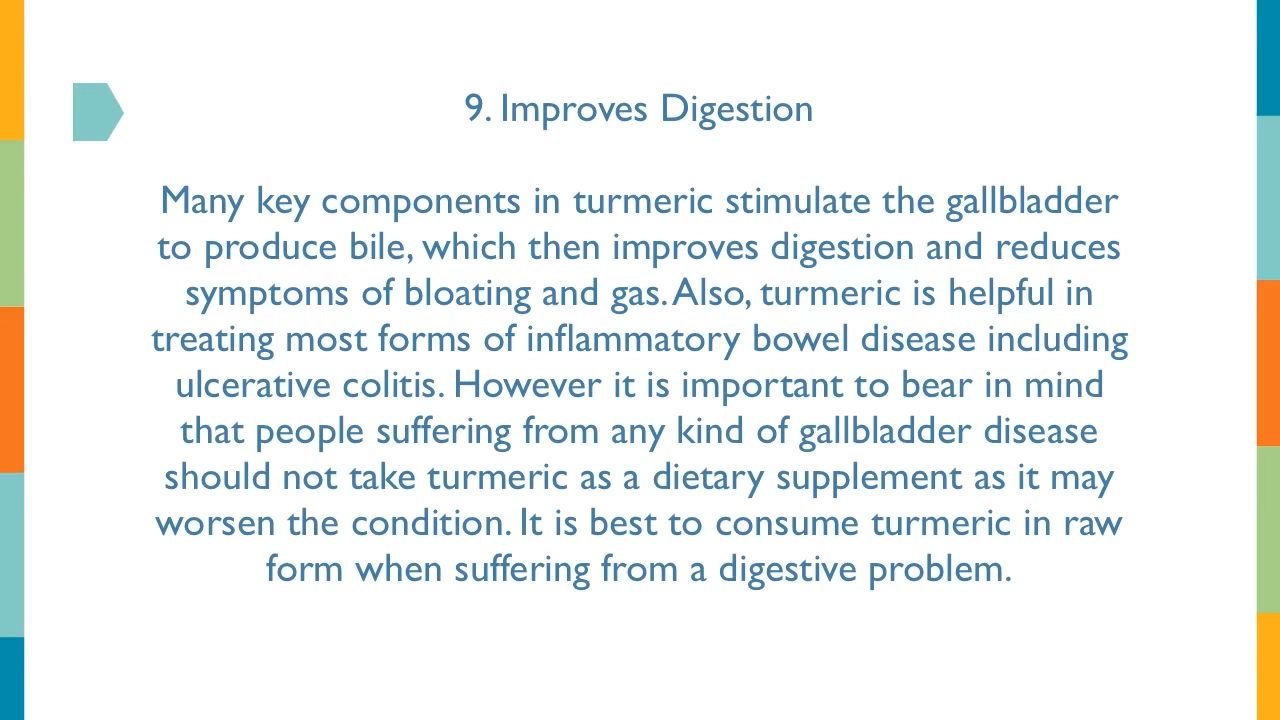 9. Improves Digestion
Many key components in turmeric stimulate the gallbladder
to produce bile, which then improves digestion and reduces
symptoms of bloating and gas. Also, turmeric is helpful in
treating most forms of inflammatory bowel disease including
ulcerative colitis. However it is important to bear in mind
that people suffering from any kind of gallbladder disease
should not take turmeric as a dietary supplement as it may
worsen the condition. It is best to consume turmeric in raw
form when suffering from a digestive problem.